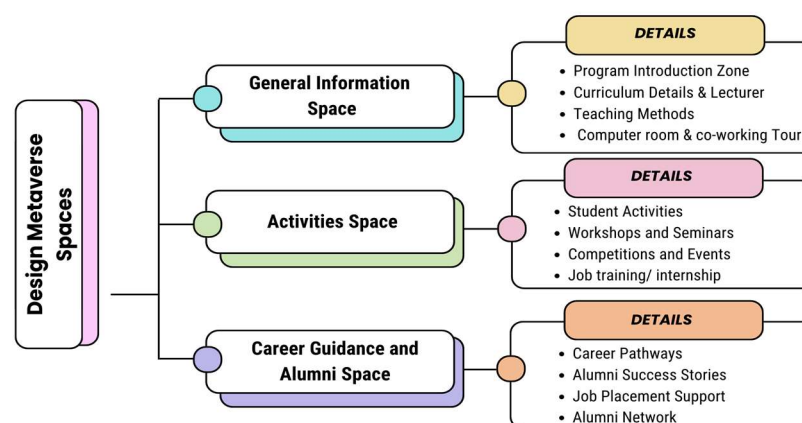 Design Metaverse
Spaces
General Information
Space
DETAILS
• Program Introduction Zone
• Curriculum Details & Lecturer
• Teaching Methods
• Computer room & co-working Tour
Activities Space
DETAILS
• Student Activities
• Workshops and Seminars
• Competitions and Events
• Job training/ internship
Career Guidance and
Alumni Space
DETAILS
• Career Pathways
• Alumni Success Stories
• Job Placement Support
• Alumni Network